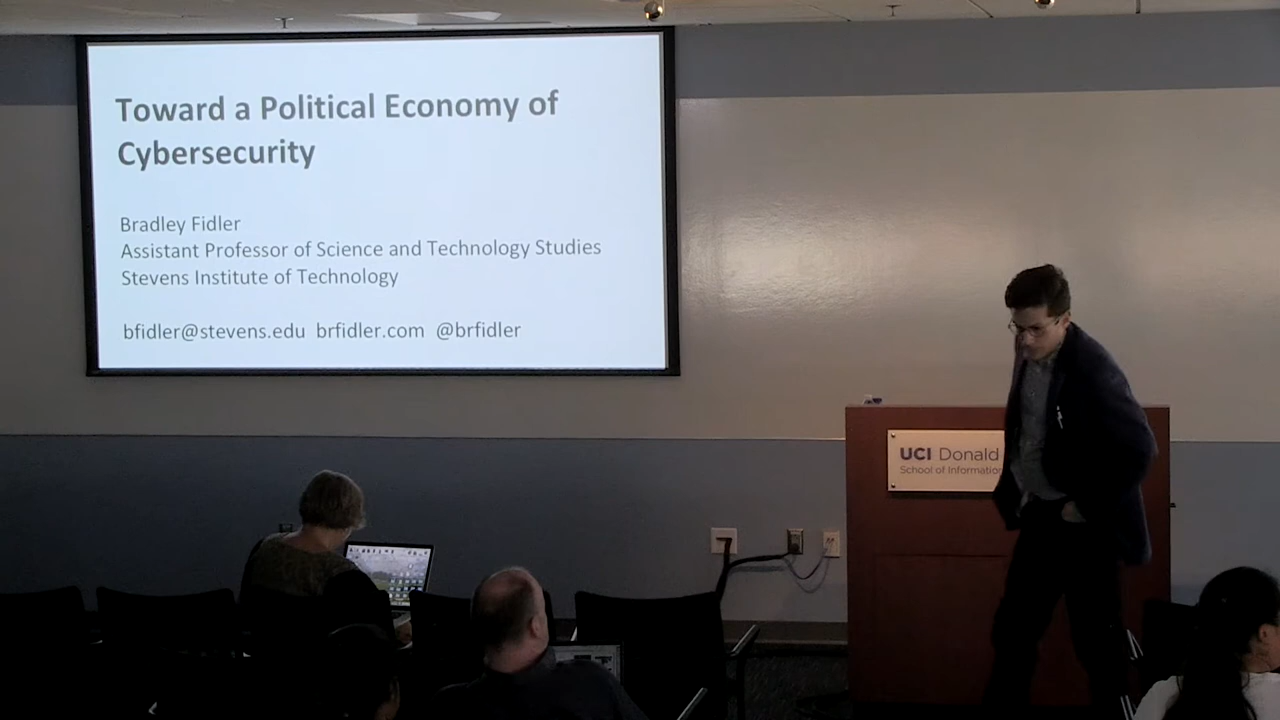 Toward a Political Economy of
Cybersecurity
Bradley Fidler
Assistant Professor of Science and Technology Studies
Stevens Institute of Technology
bfidler@stevens.edu brfidler.com @brfidler
UCI Donald
School of Information